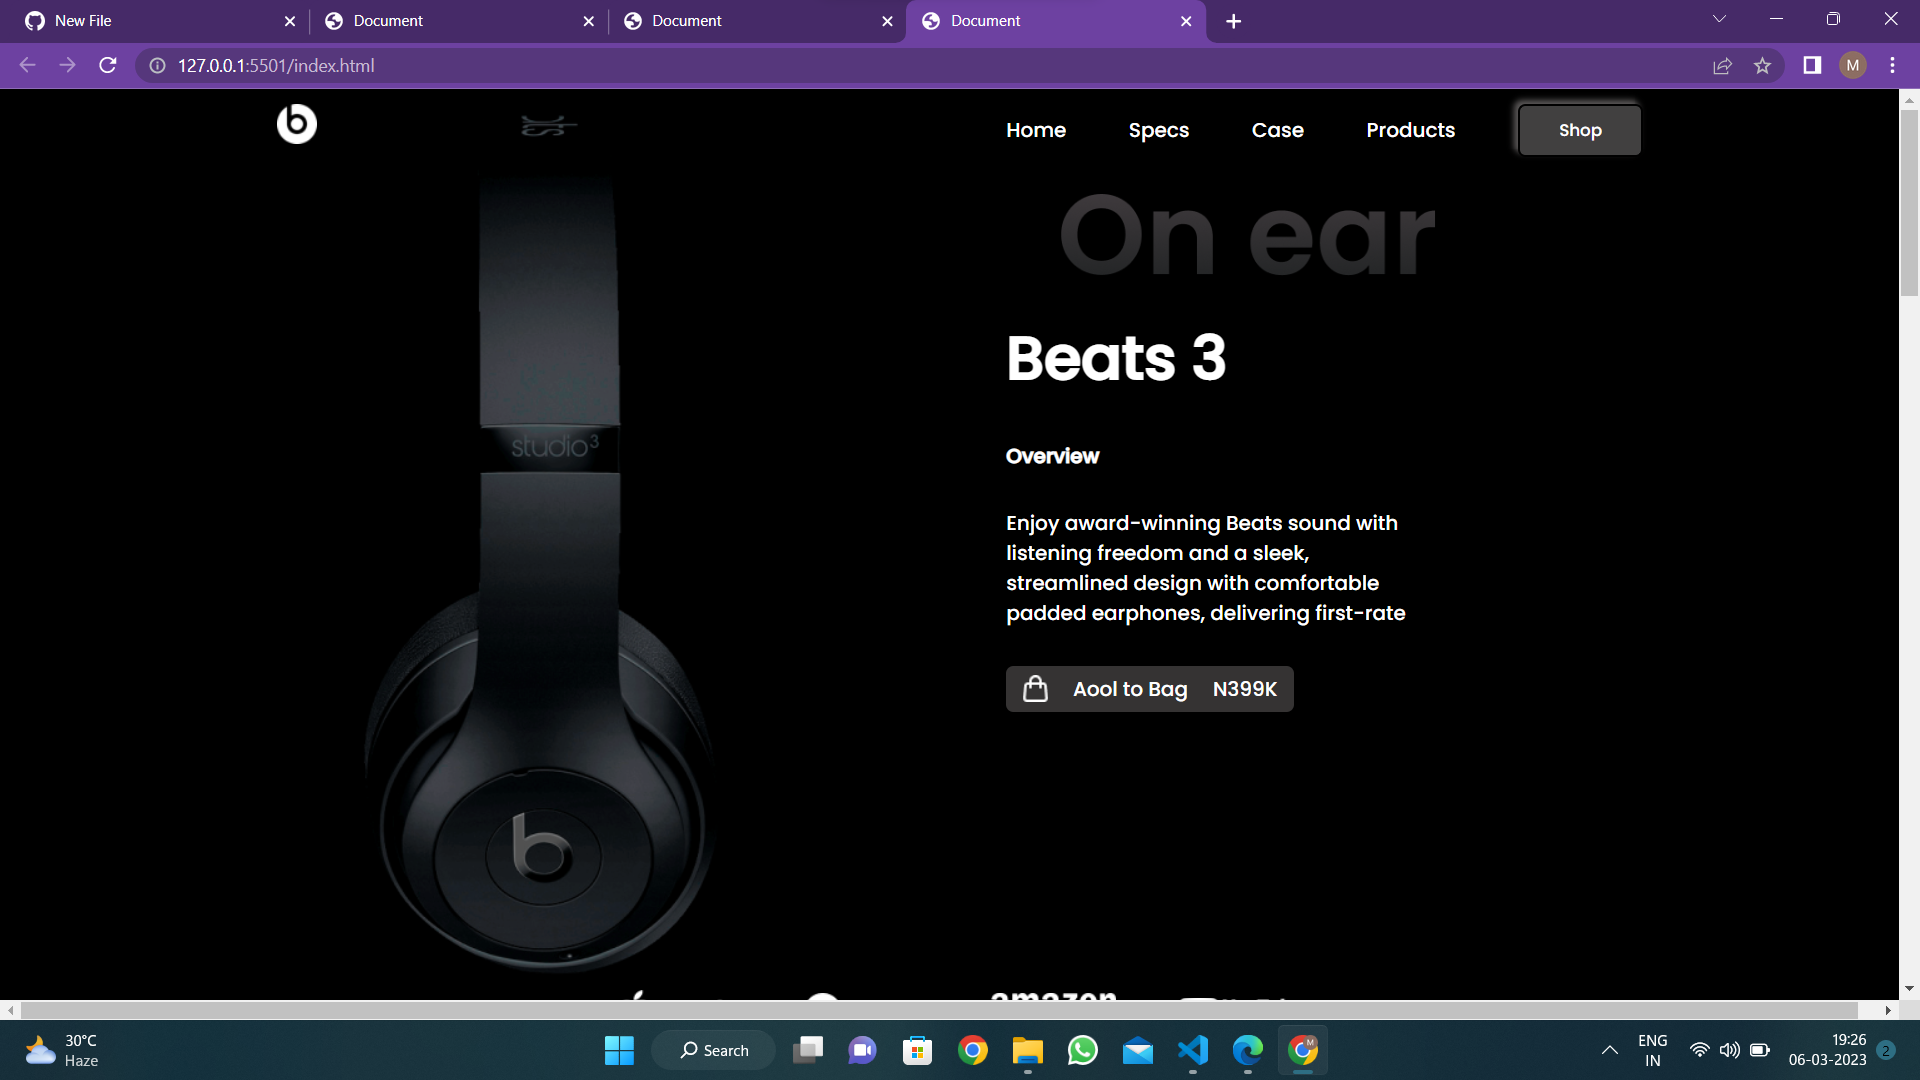 New File
Document
Document
Document
127.0.0.1:5501/index.html
M
b
Home Specs Case Products Shop
On ear
Beats 3
studio3
Overview
Enjoy award-winning Beats sound with
listening freedom and a sleek,
streamlined design with comfortable
padded earphones, delivering first-rate
Aool to Bag N399K
b
amazon
30°C
Haze
Search
M
ENG
IN
19:26
06-03-2023
2